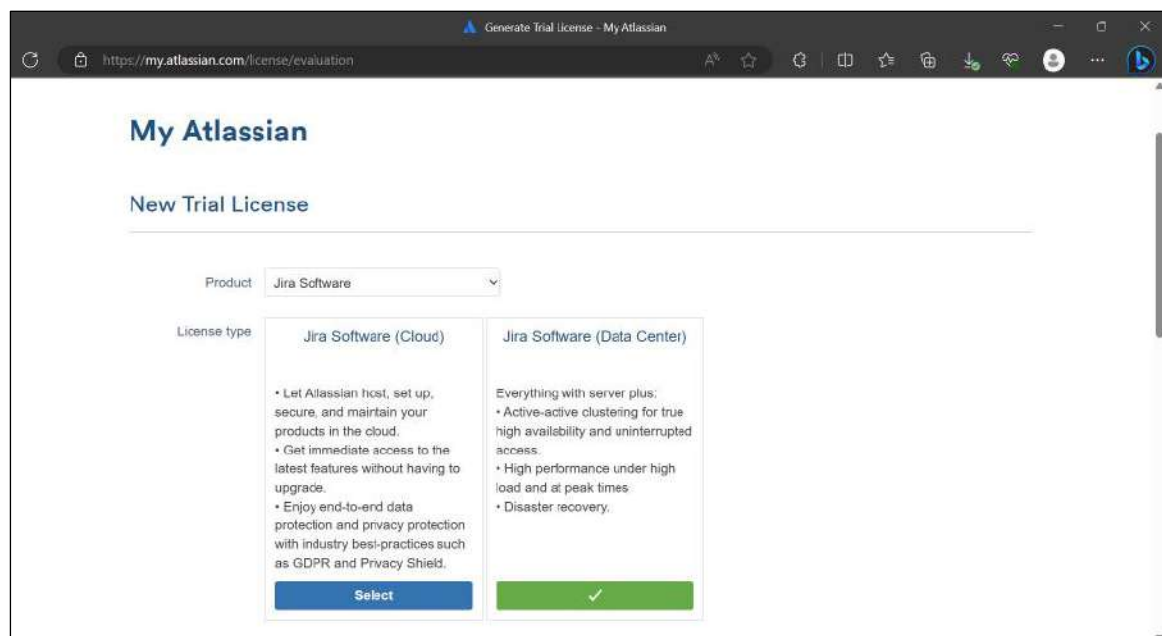 Generate Trial License - My Atlassian
https://my.atlassian.com/license/evaluation
My Atlassian
New Trial License
Product
Jira Software
License type
Jira Software (Cloud)
• Let Atlassian host, set up,
secure, and maintain your
products in the cloud.
• Get immediate access to the
latest features without having to
upgrade.
• Enjoy end-to-end data
protection and privacy protection
with industry best-practices such
as GDPR and Privacy Shield.
Select
Jira Software (Data Center)
Everything with server plus:
• Active-active clustering for true
high availability and uninterrupted
access.
• High performance under high
load and at peak times
• Disaster recovery.